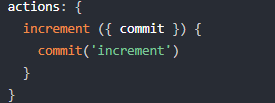 actions: {
  increment ({ commit }) {
    commit('increment')
  }
}